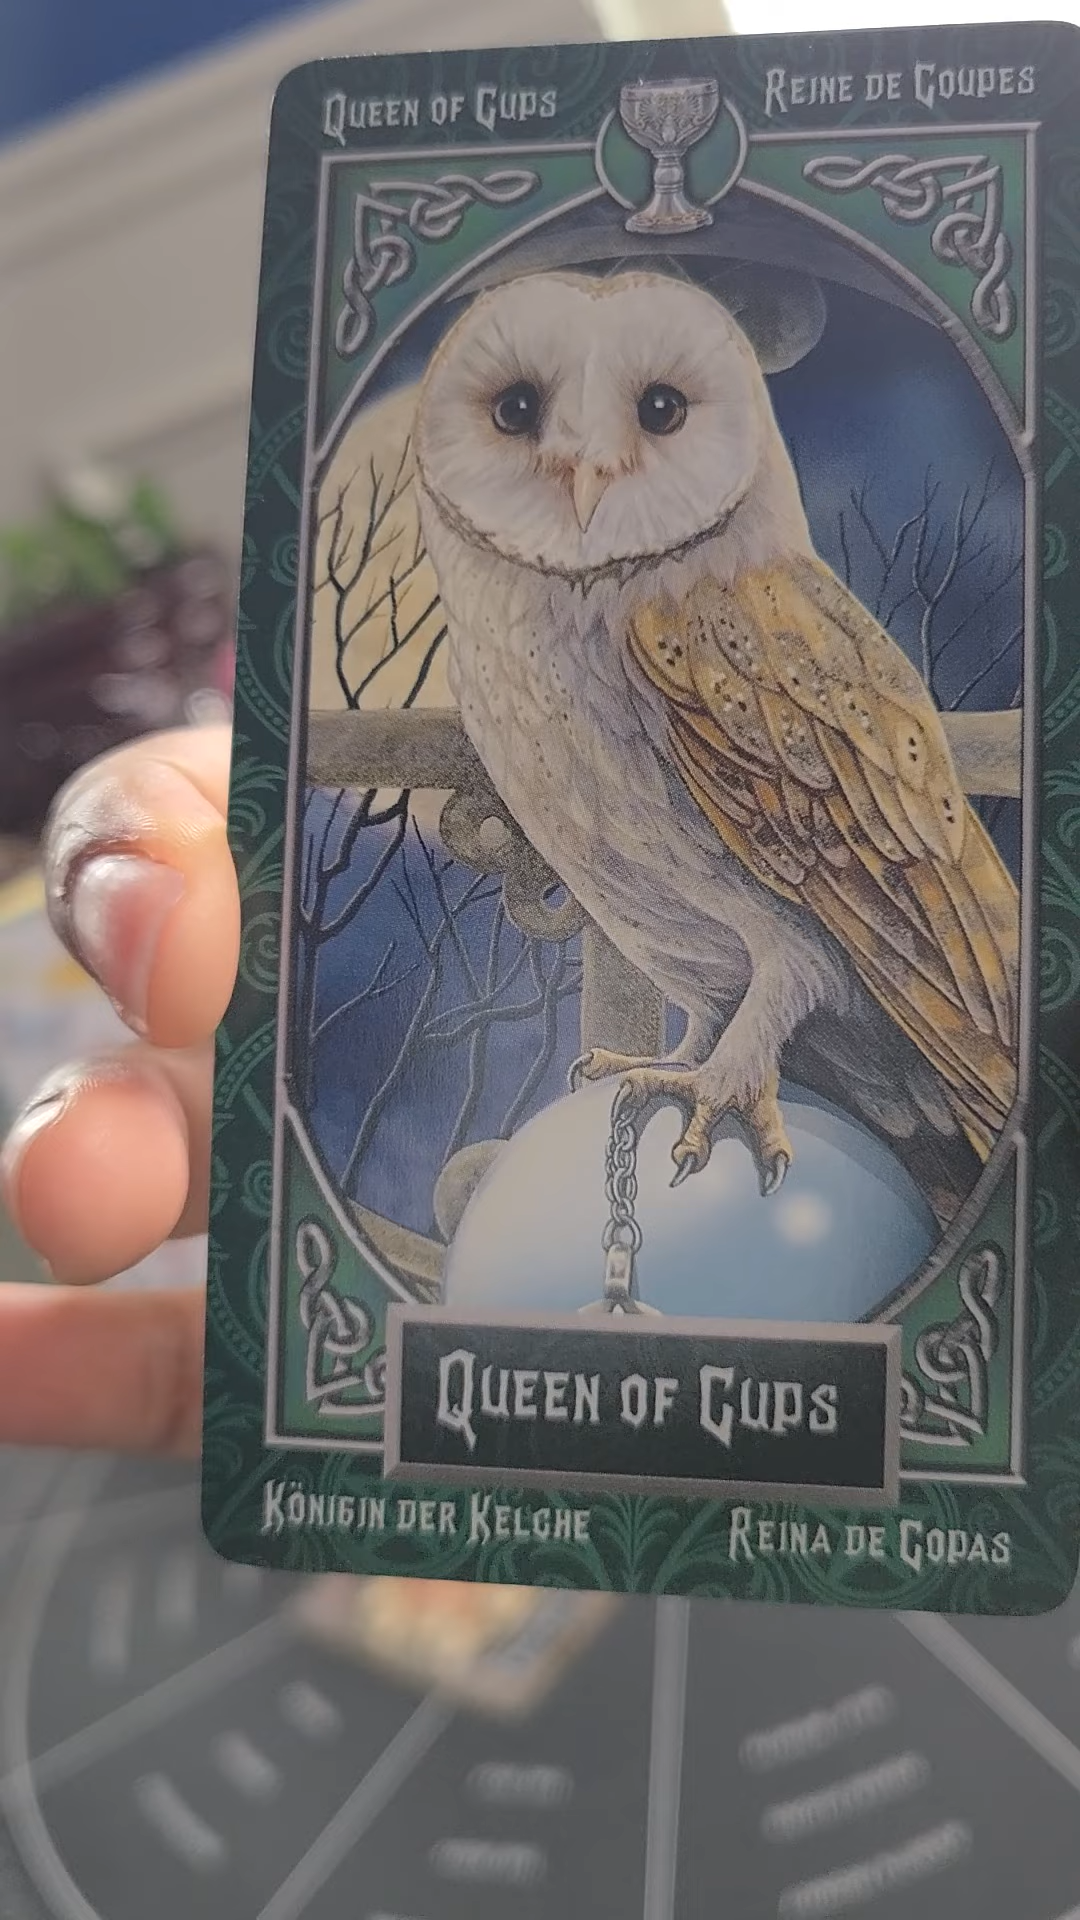 Queen of Cups
Reine de Coupes
Queen of Cups
Königin der Kelche
Reina de Copas